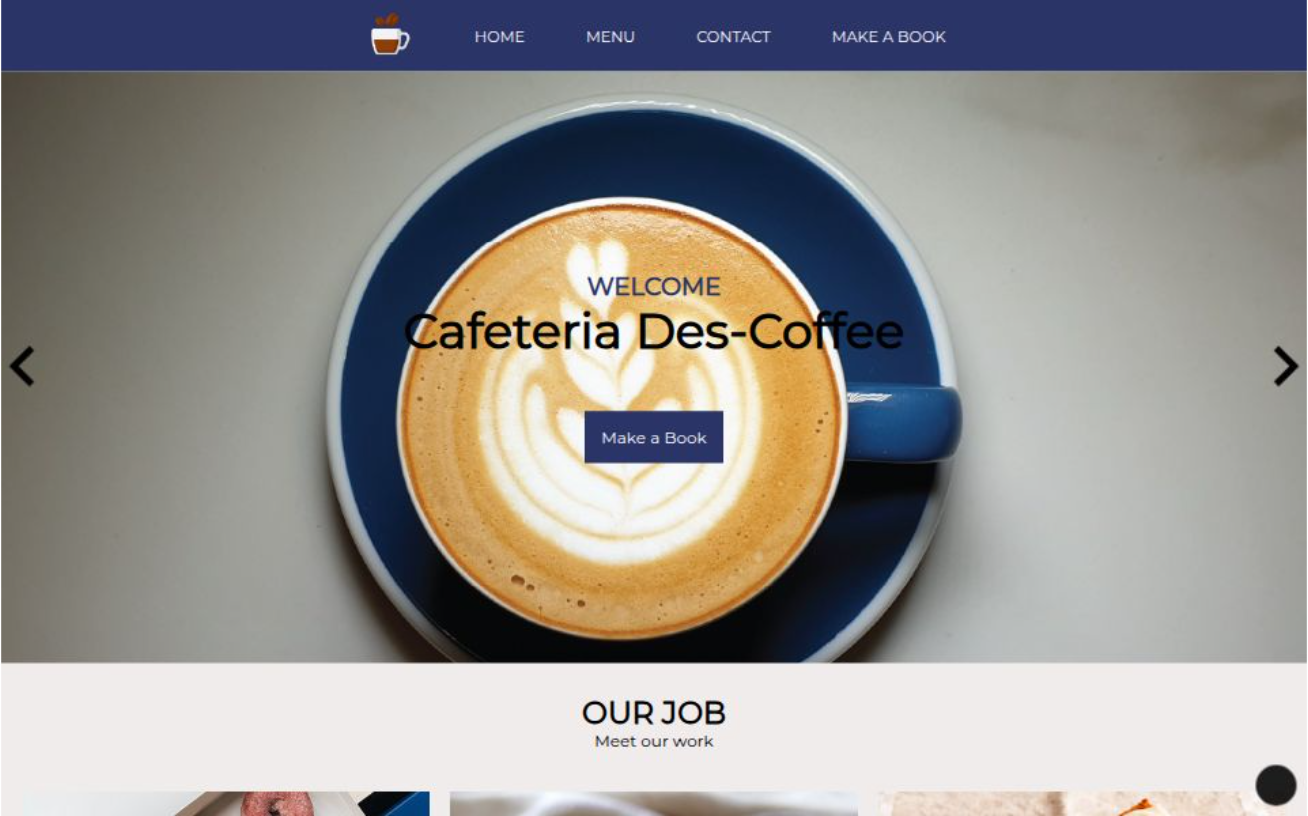 HOME MENU CONTACT MAKE A BOOK
WELCOME
Cafeteria Des-Coffee
Make a Book
OUR JOB
Meet our work